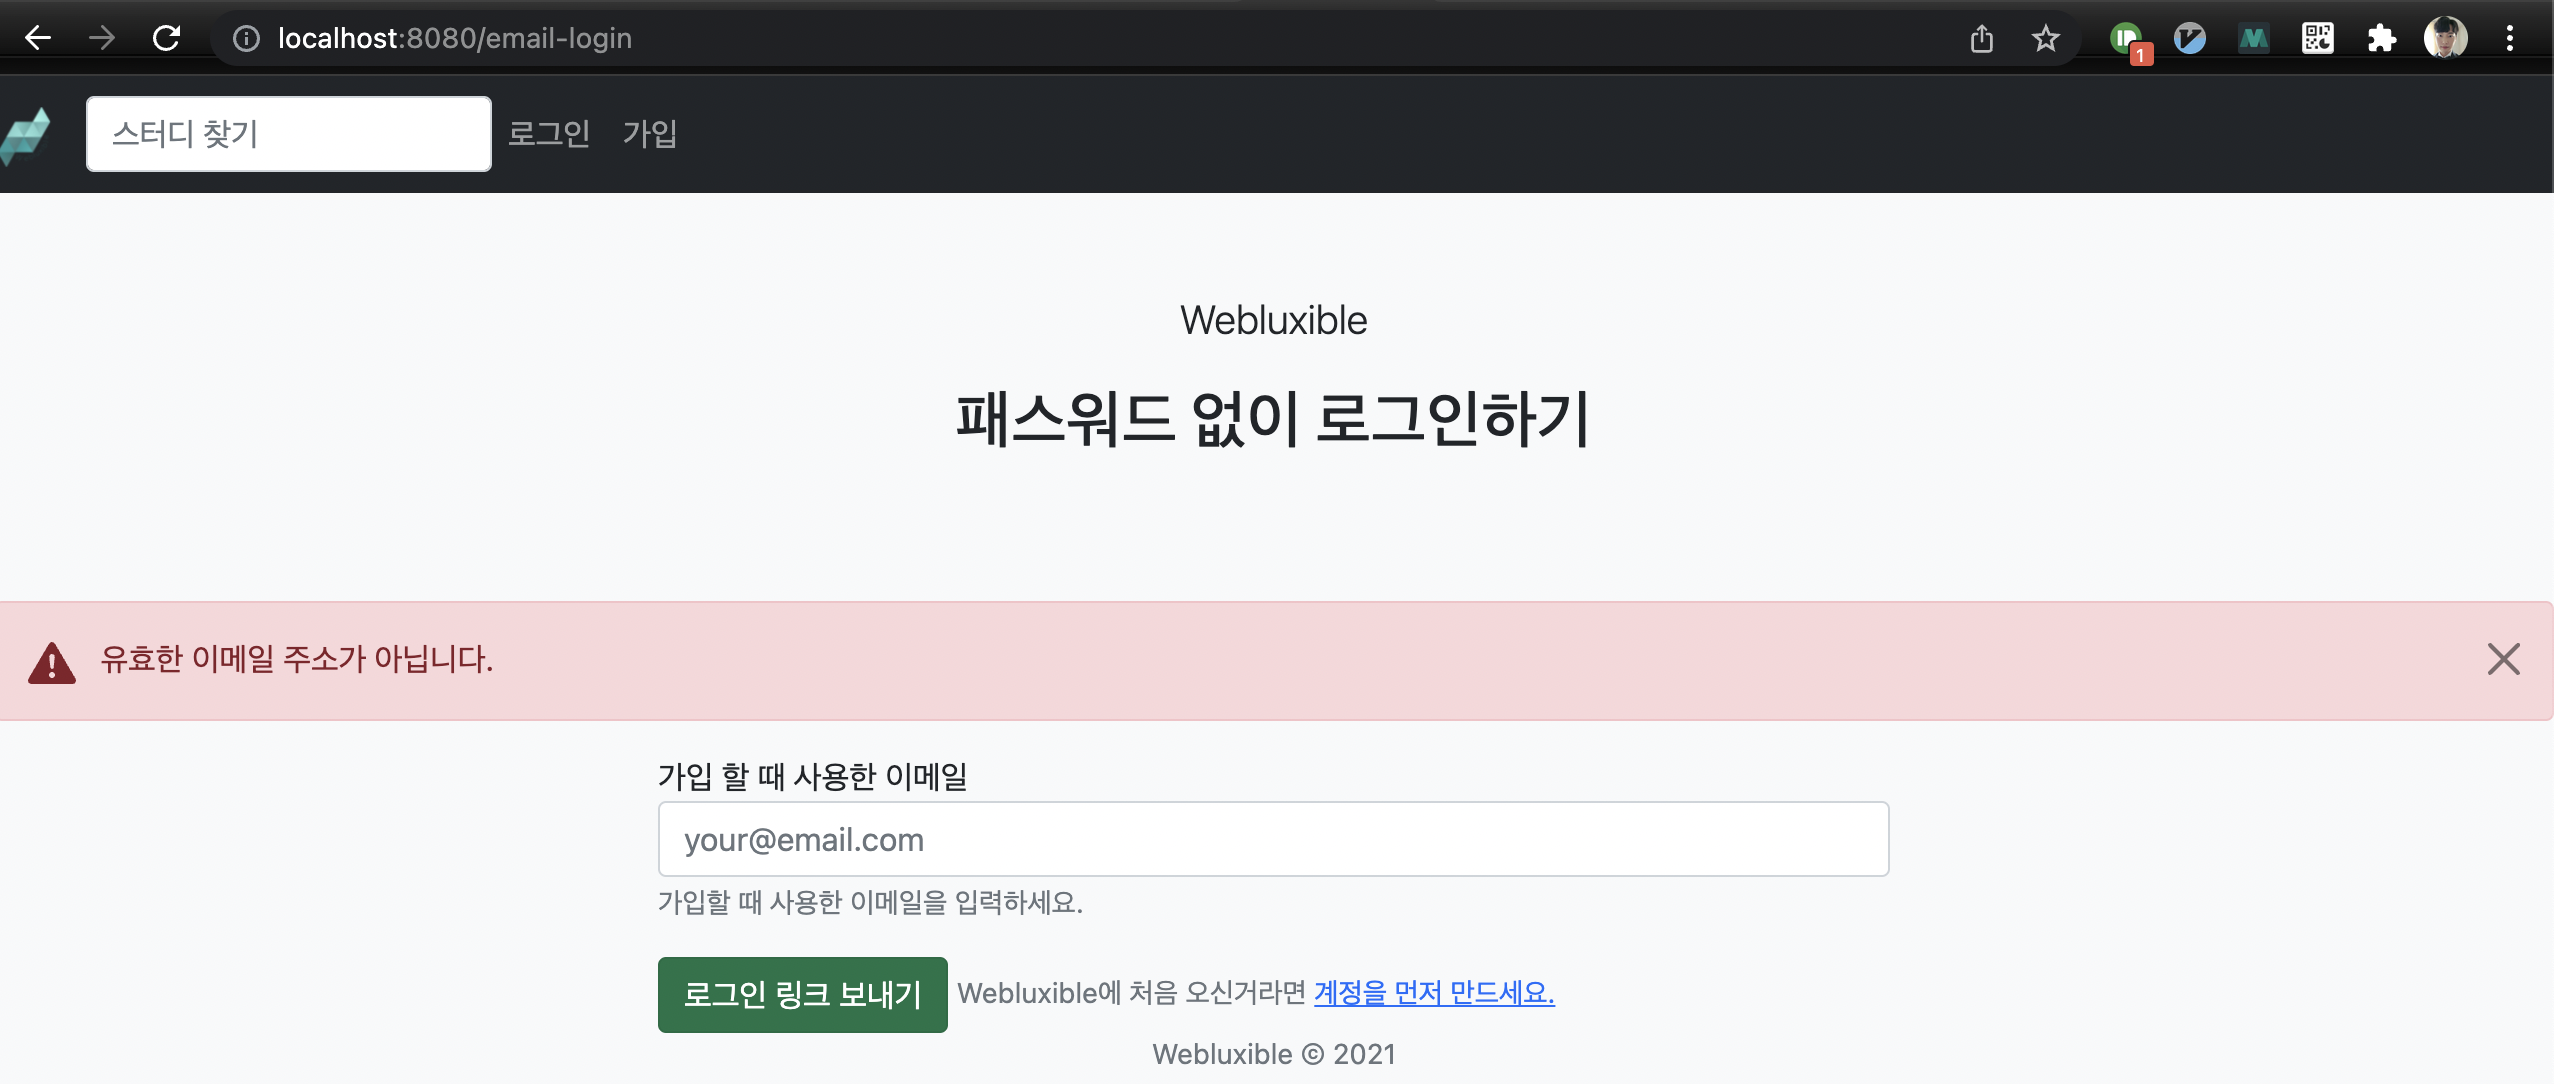 localhost:8080/email-login
1
스터디 찾기 로그인 가입
Webluxible
패스워드 없이 로그인하기
유효한 이메일 주소가 아닙니다.
가입 할 때 사용한 이메일
your@email.com
가입할 때 사용한 이메일을 입력하세요.
로그인 링크 보내기 Webluxible에 처음 오신거라면 계정을 먼저 만드세요.
Webluxible © 2021